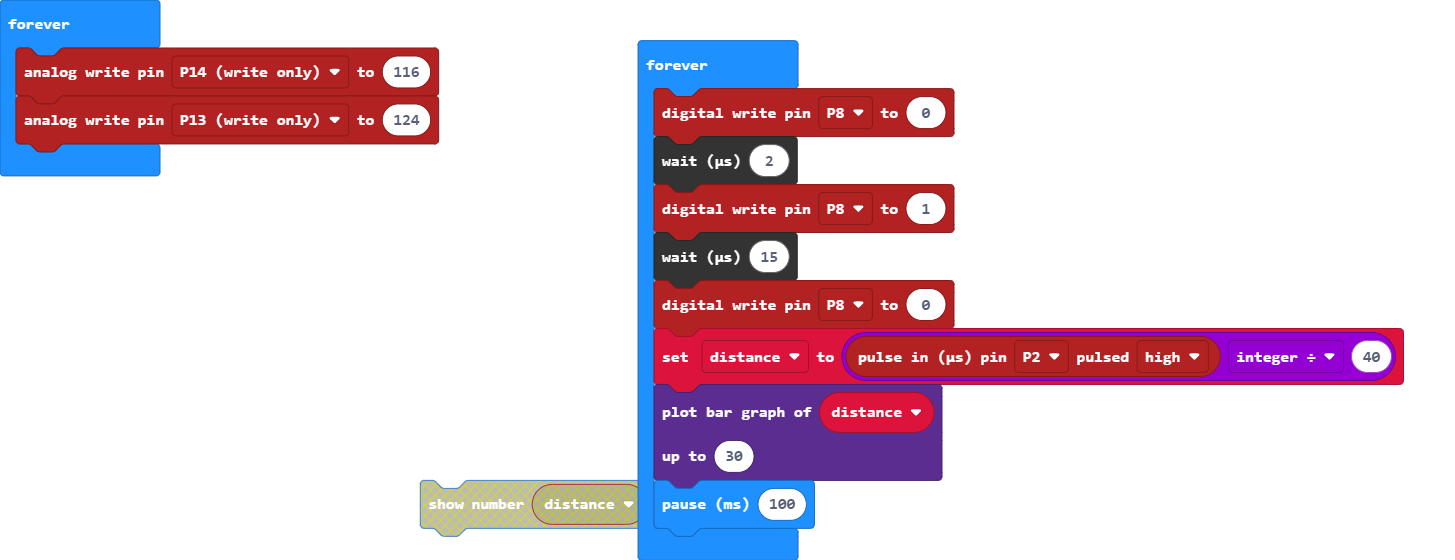 forever
analog write pin P14 (write only) to 116
analog write pin P13 (write only) to 124
forever
digital write pin P8 to 0
wait (µs) 2
digital write pin P8 to 1
wait (µs) 15
digital write pin P8 to 0
set distance to pulse in (µs) pin P2 pulsed high integer ÷ 40
plot bar graph of distance
up to 30
show number distance
pause (ms) 100